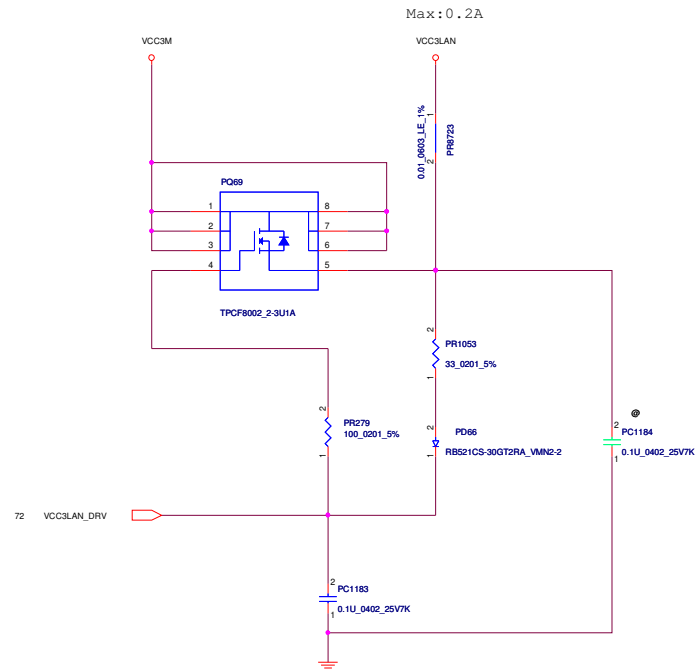 Max:0.2A
VCC3M
VCC3LAN
1
0.01_0603_LE_1%
PR8723
2
PQ69
1
8
2
7
3
6
4
5
TPCF8002_2-3U1A
2
PR1053
33_0201_5%
1
2
PR279
100_0201_5%
1
2
PD66
RB521CS-30GT2RA_VMN2-2
1
@
2
PC1184
0.1U_0402_25V7K
1
72 VCC3LAN_DRV
2
PC1183
0.1U_0402_25V7K
1